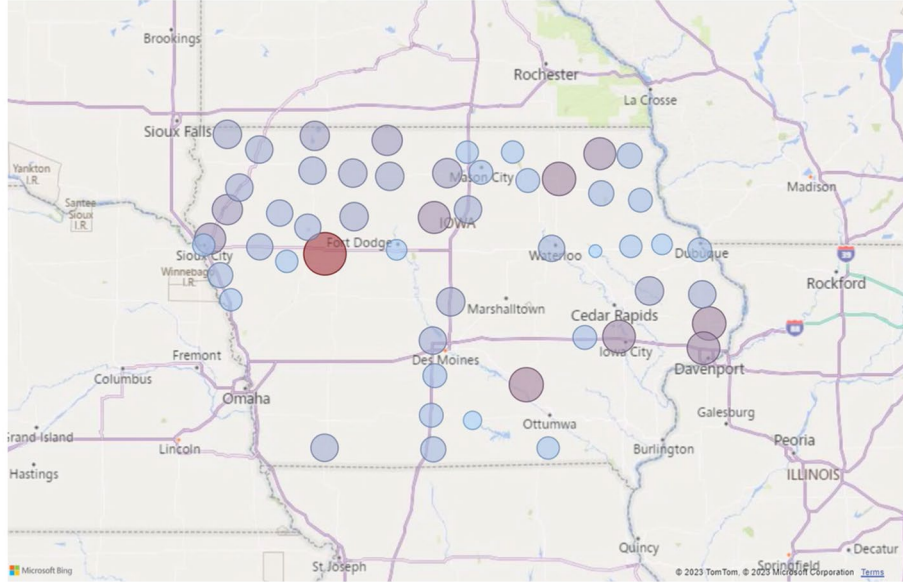 Brookings
Rochester
La Crosse
Sioux Falls
Yankton
I.R.
Mason City
Madison
Santee
Sioux
I.R.
IOWA
Sioux City
Fort Dodge
Waterloo
Dubuque
39
Winnebago
I.R.
Rockford
Marshalltown
Cedar Rapids
88
Iowa City
Fremont
Des Moines
Columbus
Davenport
Omaha
Galesburg
Ottumwa
Grand Island
Lincoln
Burlington
Peoria
Hastings
ILLINOIS
Quincy
Decatur
St Joseph
Springfield
Microsoft Bing
© 2023 TomTom, © 2023 Microsoft Corporation Terms